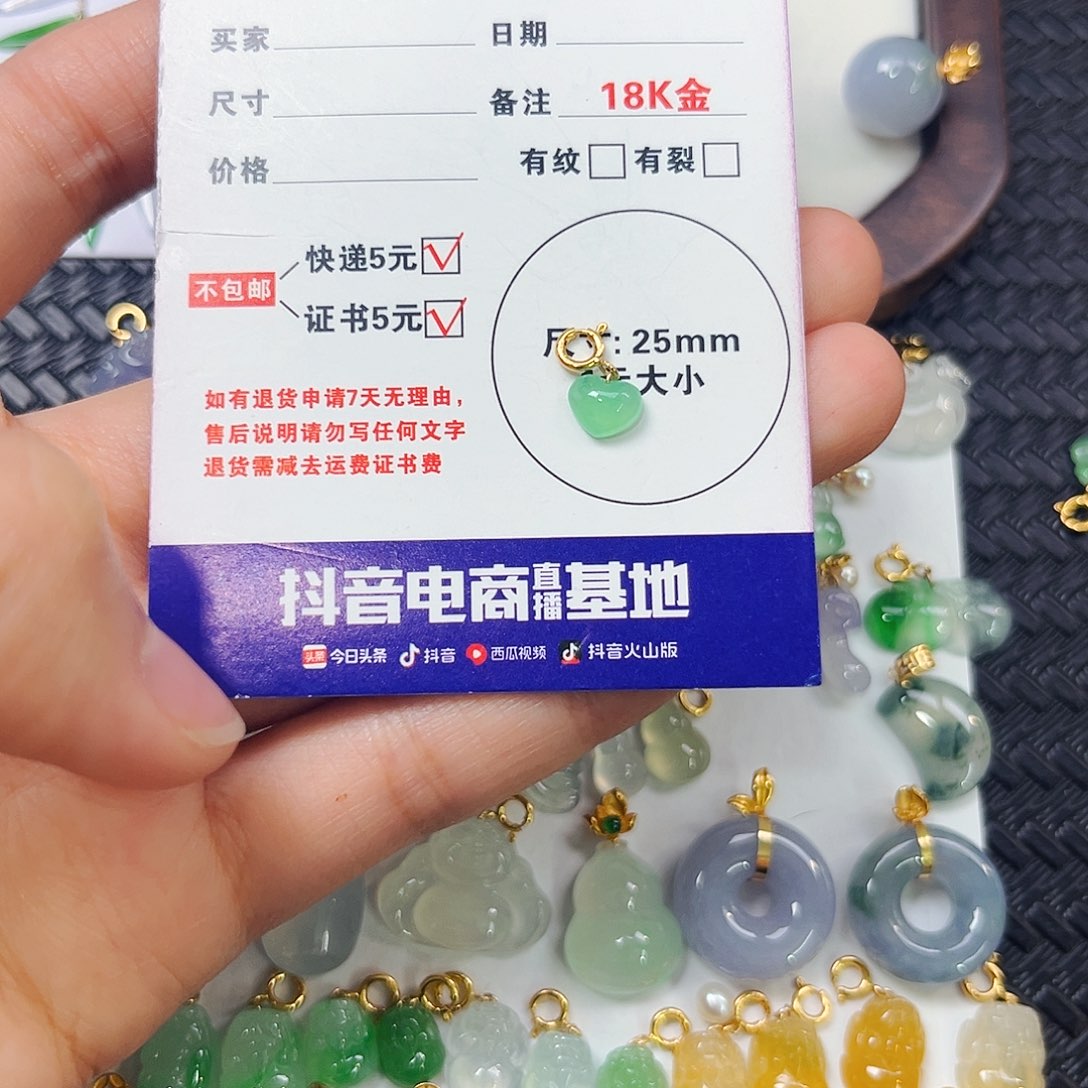 买家 日期
尺寸 备注 18K金
价格 有纹 有裂
快递5元
不包邮
证书5元
尺寸: 25mm
大小
如有退货申请7天无理由,
售后说明请勿写任何文字
退货需减去运费证书费
抖音电商直播基地
头条 今日头条 抖音 西瓜视频 抖音火山版